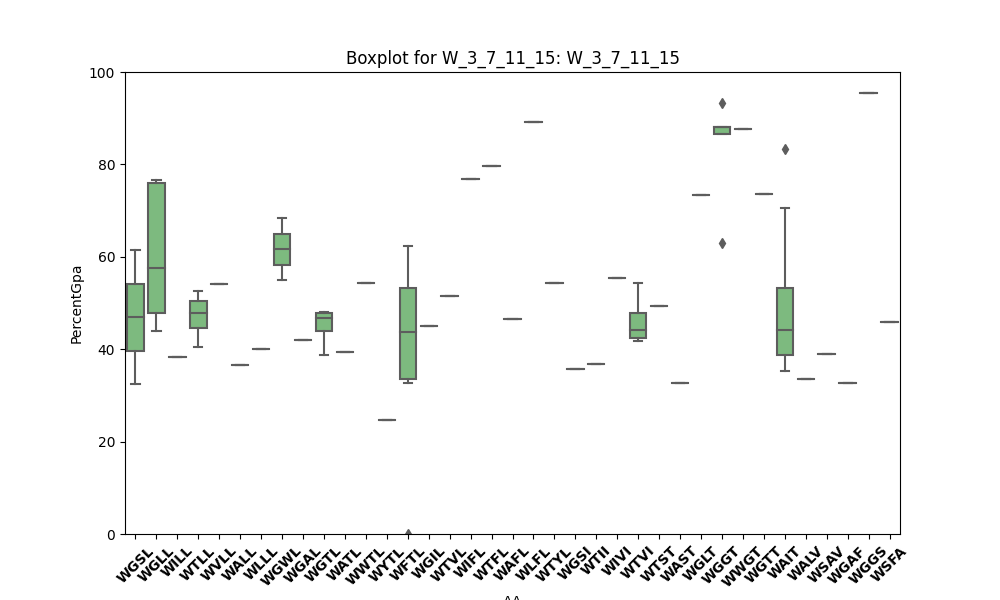 Boxplot for W_3_7_11_15: W_3_7_11_15
PercentGpa
100
80
60
40
20
0
WGSL WGLL WILL WTLL WVLL WALL WLLL WGWL WGAL WGTL WATL WWTL WYTL WFTL WGIL WTVL WIFL WTFL WAFL WLFL WTYL WGSI WTII WIVI WTVI WTST WAST WGLT WGGT WWGT WGTT WAIT WALV WSAV WGAF WGGS WSFA
AA